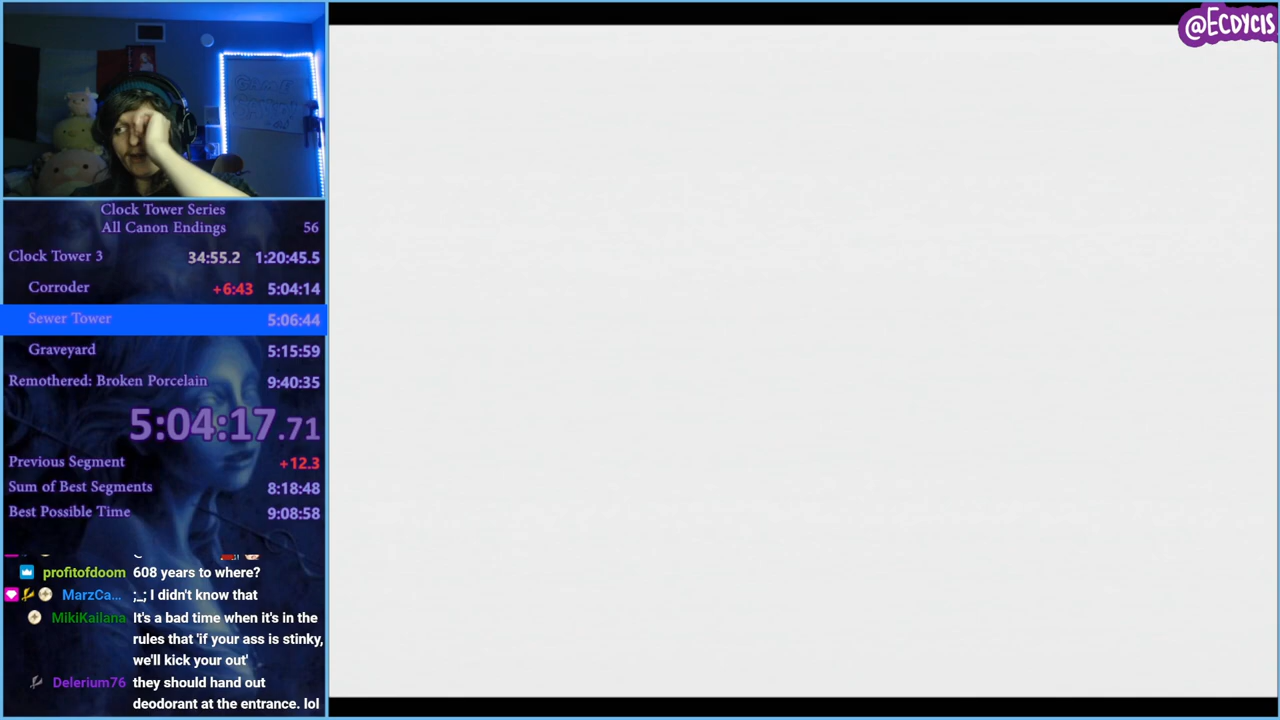 @ECDYCIS
Clock Tower Series
All Canon Endings 56
Clock Tower 3 34:55.2 1:20:45.5
Corroder +6:43 5:04:14
Sewer Tower 5:06:44
Graveyard 5:15:59
Remothered: Broken Porcelain 9:40:35
5:04:17.71
Previous Segment +12.3
Sum of Best Segments 8:18:48
Best Possible Time 9:08:58
profitofdoom 608 years to where?
MarzCa... ;_; I didn't know that
MikiKailana It's a bad time when it's in the
rules that 'if your ass is stinky,
we'll kick your out'
Delerium76 they should hand out
deodorant at the entrance. lol